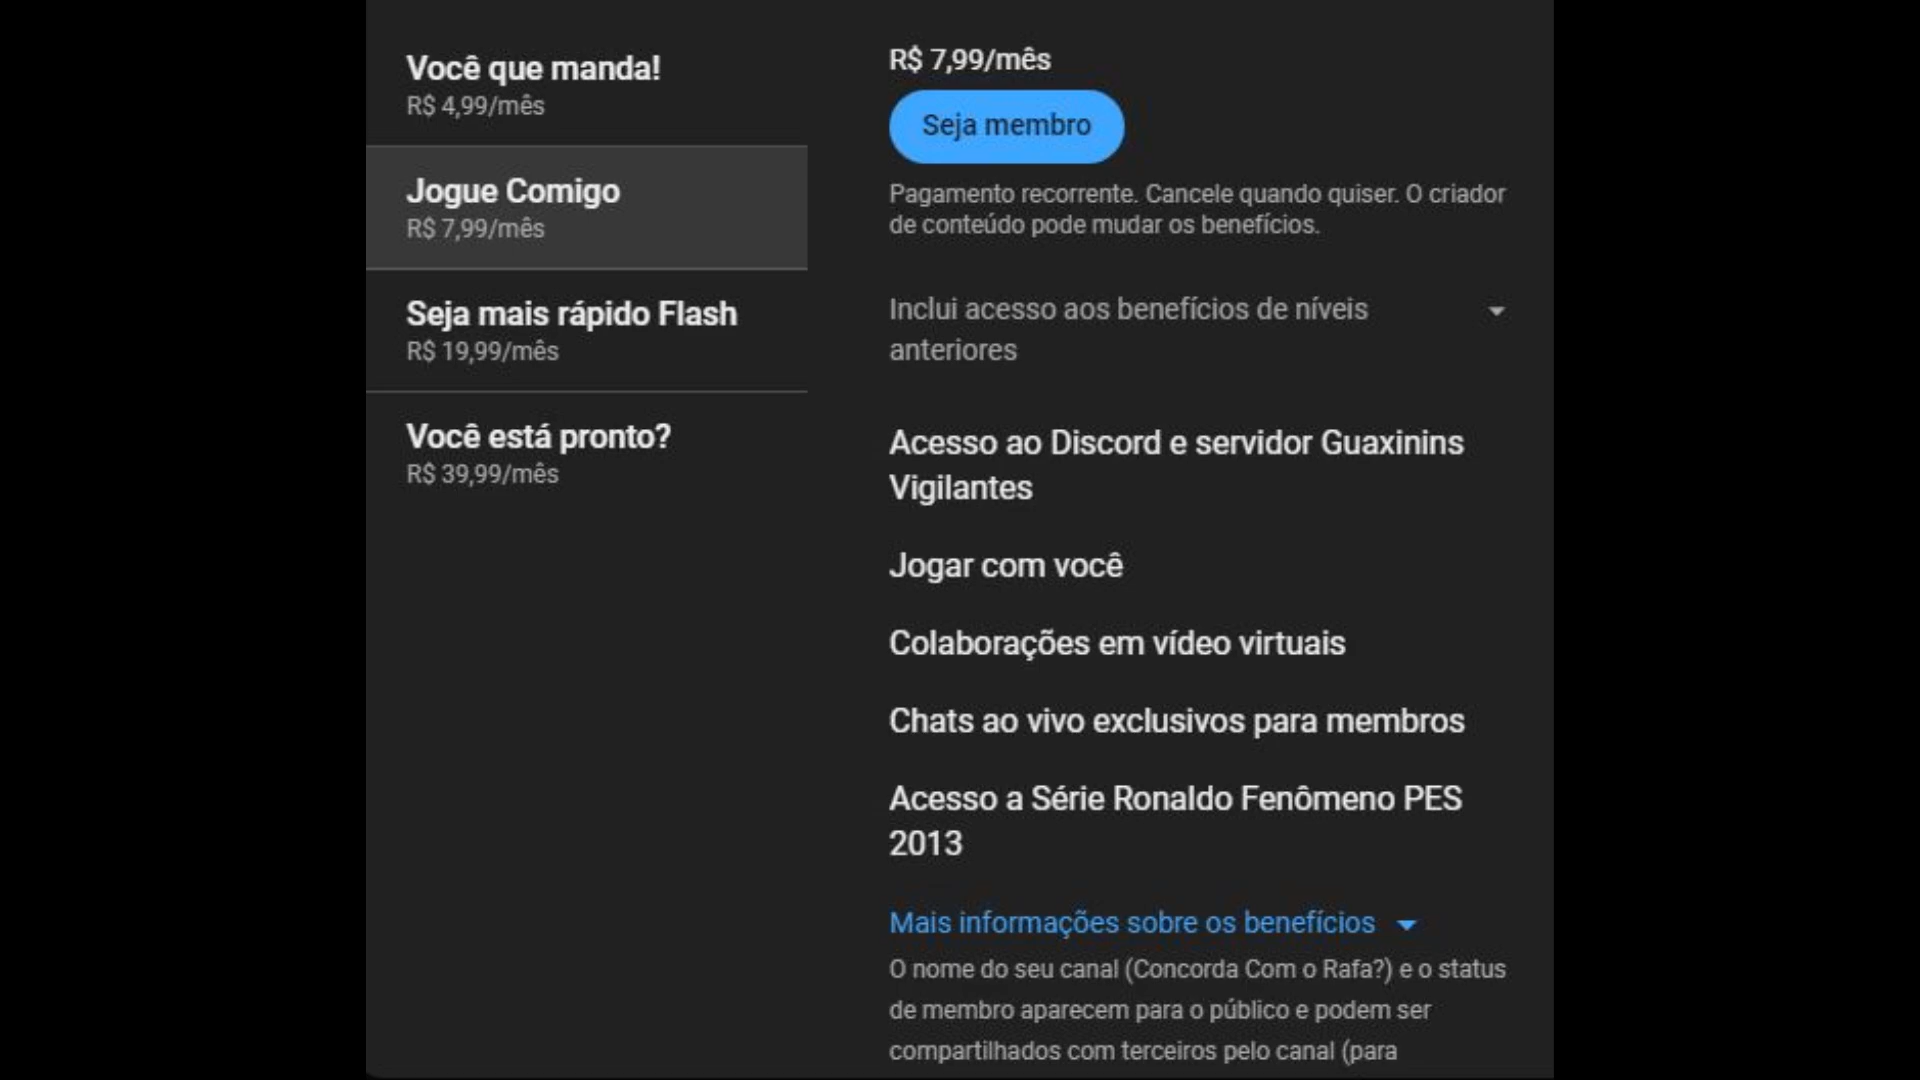 Você que manda!
R$ 4,99/mês
Jogue Comigo
R$ 7,99/mês
Seja mais rápido Flash
R$ 19,99/mês
Você está pronto?
R$ 39,99/mês
R$ 7,99/mês
Seja membro
Pagamento recorrente. Cancele quando quiser. O criador
de conteúdo pode mudar os benefícios.
Inclui acesso aos benefícios de níveis
anteriores
Acesso ao Discord e servidor Guaxinins
Vigilantes
Jogar com você
Colaborações em vídeo virtuais
Chats ao vivo exclusivos para membros
Acesso a Série Ronaldo Fenômeno PES
2013
Mais informações sobre os benefícios
O nome do seu canal (Concorda Com o Rafa?) e o status
de membro aparecem para o público e podem ser
compartilhados com terceiros pelo canal (para